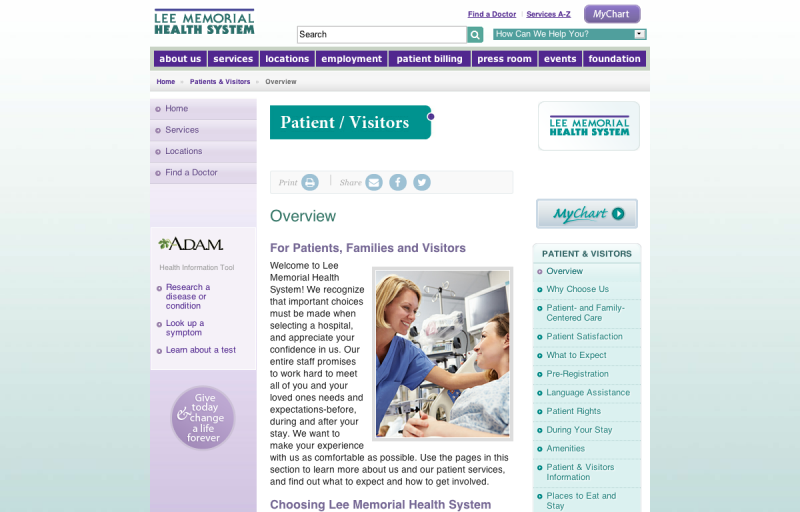 LEE MEMORIAL
HEALTH SYSTEM
Find a Doctor
Services A-Z
MyChart
Search
How Can We Help You?
about us
services
locations
employment
patient billing
press room
events
foundation
Home
Patients & Visitors
Overview
Home
Services
Locations
Find a Doctor
ADAM.
Health Information Tool
Research a
disease or
condition
Look up a
symptom
Learn about a test
Give
today
& change
a life
forever
Patient / Visitors
Print
Share
Overview
For Patients, Families and Visitors
Welcome to Lee
Memorial Health
System! We recognize
that important choices
must be made when
selecting a hospital,
and appreciate your
confidence in us. Our
entire staff promises
to work hard to meet
all of you and your
loved ones needs and
expectations-before,
during and after your
stay. We want to
make your experience
with us as comfortable as possible. Use the pages in this
section to learn more about us and our patient services,
and find out what to expect and how to get involved.
Choosing Lee Memorial Health System
LEE MEMORIAL
HEALTH SYSTEM
MyChart
PATIENT & VISITORS
Overview
Why Choose Us
Patient- and Family-
Centered Care
Patient Satisfaction
What to Expect
Pre-Registration
Language Assistance
Patient Rights
During Your Stay
Amenities
Patient & Visitors
Information
Places to Eat and
Stay